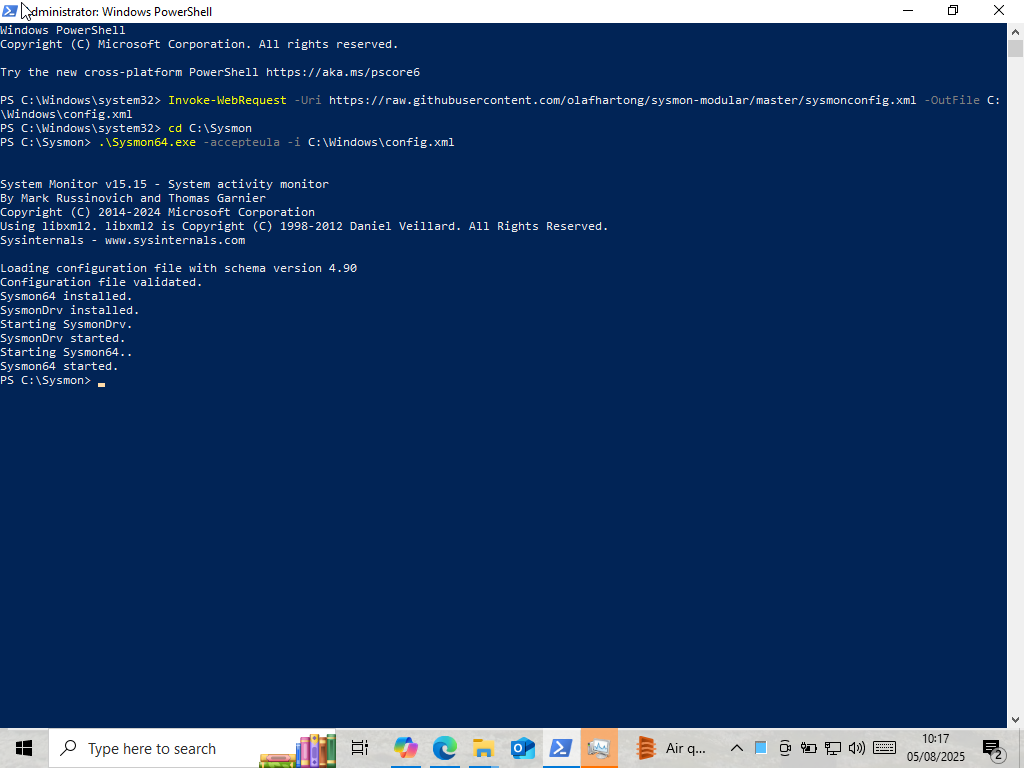 Administrator: Windows PowerShell
Windows PowerShell
Copyright (C) Microsoft Corporation. All rights reserved.
Try the new cross-platform PowerShell https://aka.ms/pscore6
PS C:\Windows\system32> Invoke-WebRequest -Uri https://raw.githubusercontent.com/olafhartong/sysmon-modular/master/sysmonconfig.xml -OutFile C:
\Windows\config.xml
PS C:\Windows\system32> cd C:\Sysmon
PS C:\Sysmon> .\Sysmon64.exe -accepteula -i C:\Windows\config.xml
System Monitor v15.15 - System activity monitor
By Mark Russinovich and Thomas Garnier
Copyright (C) 2014-2024 Microsoft Corporation
Using libxml2. libxml2 is Copyright (C) 1998-2012 Daniel Veillard. All Rights Reserved.
Sysinternals - www.sysinternals.com
Loading configuration file with schema version 4.90
Configuration file validated.
Sysmon64 installed.
SysmonDrv installed.
Starting SysmonDrv.
SysmonDrv started.
Starting Sysmon64..
Sysmon64 started.
PS C:\Sysmon>
Type here to search
Air q...
10:17
05/08/2025
2